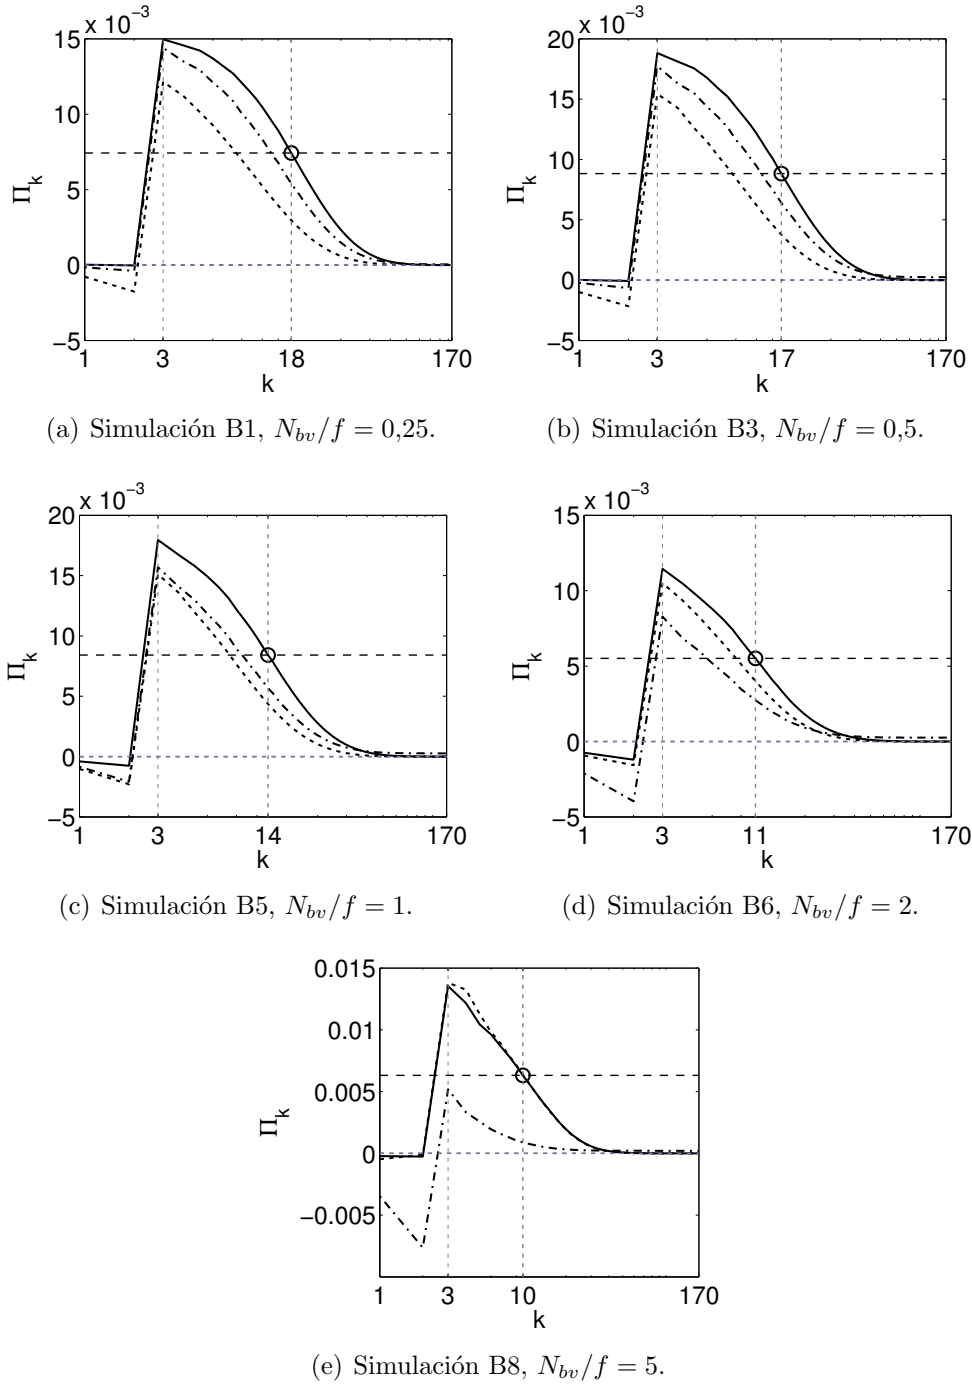 x 10⁻³
15
10
5
0
−5
Π_k
1 3 18 170
k
(a) Simulación B1, N_bv/f = 0,25.
x 10⁻³
20
15
10
5
0
−5
Π_k
1 3 17 170
k
(b) Simulación B3, N_bv/f = 0,5.
x 10⁻³
20
15
10
5
0
−5
Π_k
1 3 14 170
k
(c) Simulación B5, N_bv/f = 1.
x 10⁻³
15
10
5
0
−5
Π_k
1 3 11 170
k
(d) Simulación B6, N_bv/f = 2.
0.015
0.01
0.005
0
−0.005
Π_k
1 3 10 170
k
(e) Simulación B8, N_bv/f = 5.